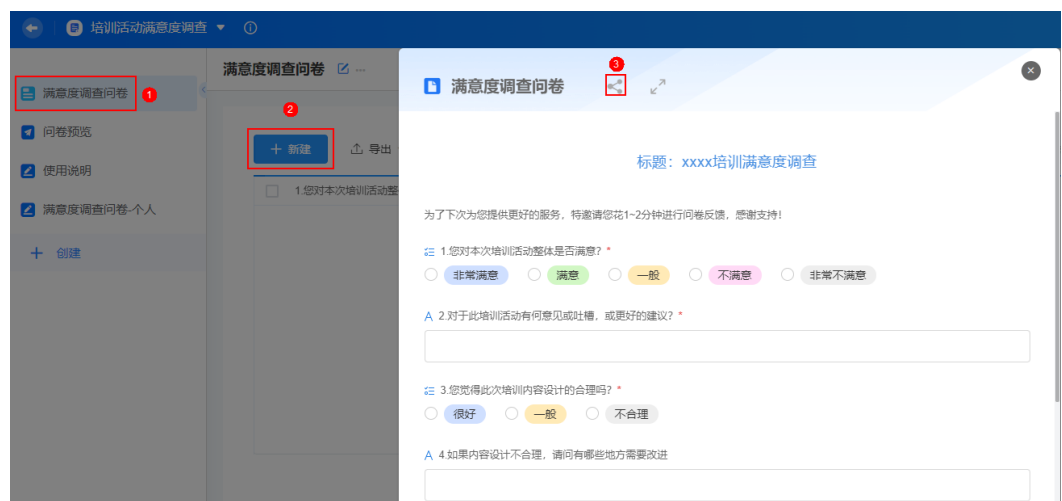 培训活动满意度调查
满意度调查问卷
1
问卷预览
使用说明
满意度调查问卷-个人
创建
满意度调查问卷
2
新建
导出
1.您对本次培训活动整
3
满意度调查问卷
标题：xxxx培训满意度调查
为了下次为您提供更好的服务，特邀请您花1~2分钟进行问卷反馈，感谢支持！
1.您对本次培训活动整体是否满意？ *
非常满意 满意 一般 不满意 非常不满意
A 2.对于此培训活动有何意见或吐槽，或更好的建议？ *
3.您觉得此次培训内容设计的合理吗？ *
很好 一般 不合理
A 4.如果内容设计不合理，请问有哪些地方需要改进